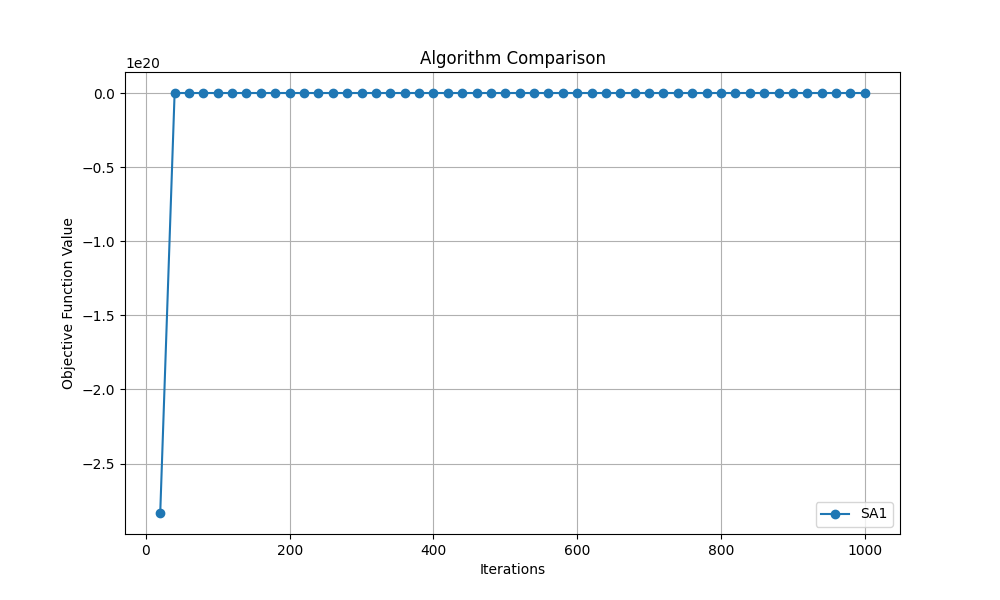 Algorithm Comparison
1e20
0.0
−0.5
−1.0
−1.5
−2.0
−2.5
Objective Function Value
SA1
0 200 400 600 800 1000
Iterations